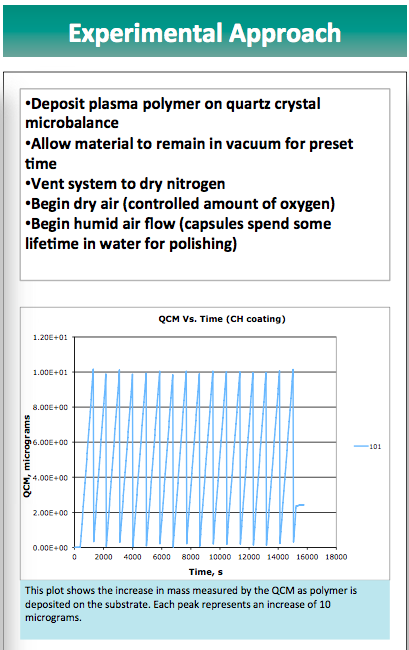 Experimental Approach
•Deposit plasma polymer on quartz crystal
microbalance
•Allow material to remain in vacuum for preset
time
•Vent system to dry nitrogen
•Begin dry air (controlled amount of oxygen)
•Begin humid air flow (capsules spend some
lifetime in water for polishing)
QCM Vs. Time (CH coating)
1.20E+01
1.00E+01
8.00E+00
6.00E+00
4.00E+00
2.00E+00
0.00E+00
QCM, micrograms
101
0 2000 4000 6000 8000 10000 12000 14000 16000 18000
Time, s
This plot shows the increase in mass measured by the QCM as polymer is
deposited on the substrate. Each peak represents an increase of 10
micrograms.